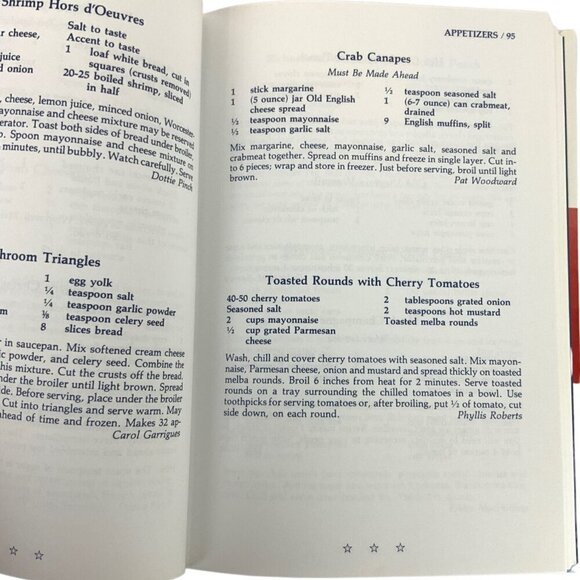 Shrimp Hors d'Oeuvres
cheese,
juice
onion
Salt to taste
Accent to taste
1 loaf white bread, cut in
squares (crusts removed)
20-25 boiled shrimp, sliced
in half
cheese, lemon juice, minced onion, Worcester-
mayonnaise and cheese mixture may be reserved
Toast both sides of bread under broiler.
Spoon mayonnaise and cheese mixture on
minutes, until bubbly. Watch carefully. Serve
Dottie Pinch
Triangles
1 egg yolk
¼ teaspoon salt
¼ teaspoon garlic powder
⅛ teaspoon celery seed
8 slices bread
in saucepan. Mix softened cream cheese
powder, and celery seed. Combine the
this mixture. Cut the crusts off the bread.
under the broiler until light brown. Spread
Before serving, place under the broiler
Cut into triangles and serve warm. May
ahead of time and frozen. Makes 32 ap-
Carol Garrigues
☆ ☆
APPETIZERS / 95
Crab Canapes
Must Be Made Ahead
1 stick margarine
1 (5 ounce) jar Old English
cheese spread
½ teaspoon mayonnaise
½ teaspoon garlic salt
½ teaspoon seasoned salt
1 (6-7 ounce) can crabmeat,
drained
9 English muffins, split
Mix margarine, cheese, mayonnaise, garlic salt, seasoned salt and
crabmeat together. Spread on muffins and freeze in single layer. Cut in-
to 6 pieces; wrap and store in freezer. Just before serving, broil until light
brown.
Pat Woodward
Toasted Rounds with Cherry Tomatoes
40-50 cherry tomatoes
Seasoned salt
2 cups mayonnaise
½ cup grated Parmesan
cheese
2 tablespoons grated onion
2 teaspoons hot mustard
Toasted melba rounds
Wash, chill and cover cherry tomatoes with seasoned salt. Mix mayon-
naise, Parmesan cheese, onion and mustard and spread thickly on toasted
melba rounds. Broil 6 inches from heat for 2 minutes. Serve toasted
rounds on a tray surrounding the chilled tomatoes in a bowl. Use
toothpicks for serving tomatoes or, after broiling, put ½ of tomato, cut
side down, on each round.
Phyllis Roberts
☆ ☆ ☆